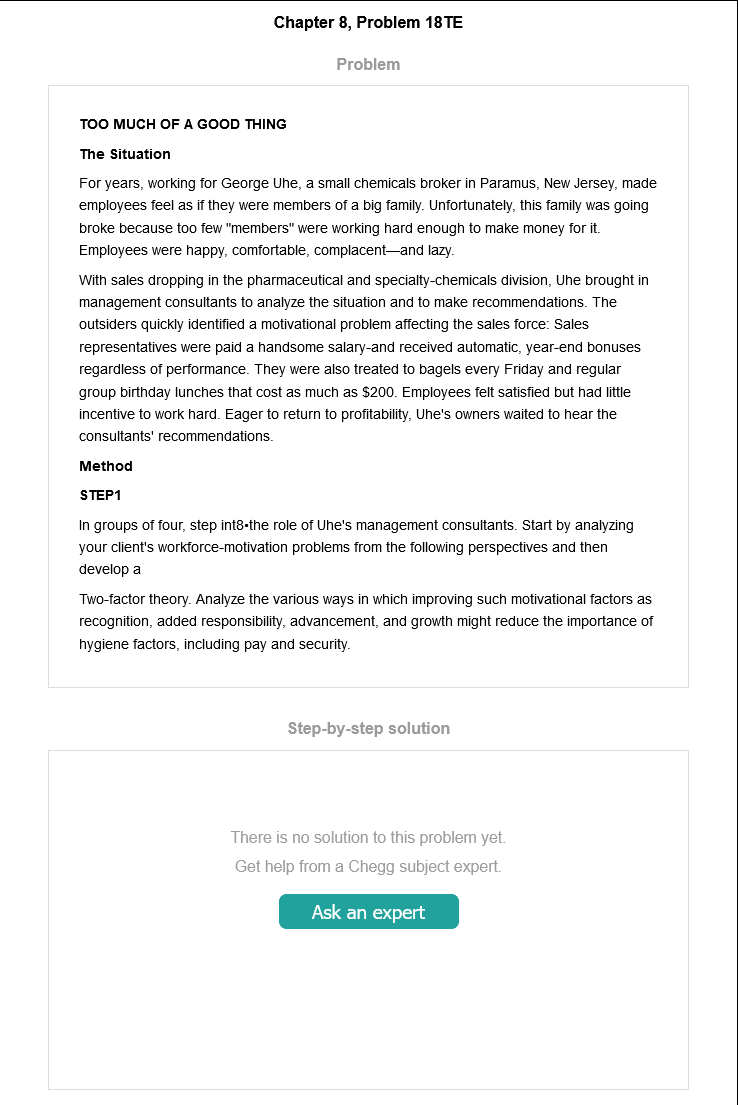 Chapter 8, Problem 18TE
Problem
TOO MUCH OF A GOOD THING
The Situation
For years, working for George Uhe, a small chemicals broker in Paramus, New Jersey, made
employees feel as if they were members of a big family. Unfortunately, this family was going
broke because too few "members" were working hard enough to make money for it.
Employees were happy, comfortable, complacent—and lazy.
With sales dropping in the pharmaceutical and specialty-chemicals division, Uhe brought in
management consultants to analyze the situation and to make recommendations. The
outsiders quickly identified a motivational problem affecting the sales force: Sales
representatives were paid a handsome salary-and received automatic, year-end bonuses
regardless of performance. They were also treated to bagels every Friday and regular
group birthday lunches that cost as much as $200. Employees felt satisfied but had little
incentive to work hard. Eager to return to profitability, Uhe's owners waited to hear the
consultants' recommendations.
Method
STEP1
In groups of four, step int8•the role of Uhe's management consultants. Start by analyzing
your client's workforce-motivation problems from the following perspectives and then
develop a
Two-factor theory. Analyze the various ways in which improving such motivational factors as
recognition, added responsibility, advancement, and growth might reduce the importance of
hygiene factors, including pay and security.
Step-by-step solution
There is no solution to this problem yet.
Get help from a Chegg subject expert.
Ask an expert